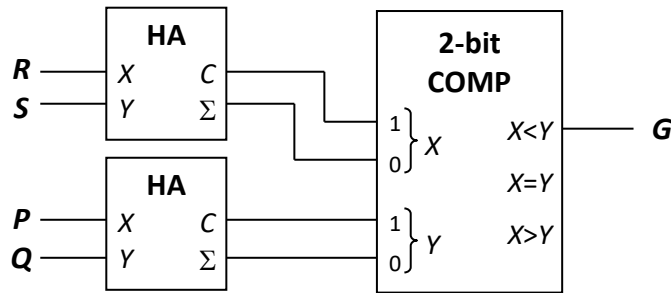 HA
R X C
S Y Σ
HA
P X C
Q Y Σ
2-bit
COMP
1
0
X
1
0
Y
X<Y G
X=Y
X>Y